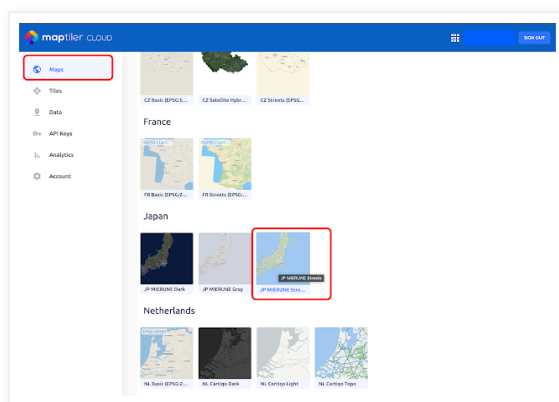 maptiler CLOUD
SIGN OUT
Maps
Tiles
Data
API Keys
Analytics
Account
CZ Basic (EPSG:5...
CZ Satellite Hybr...
CZ Streets (EPSG...
France
FR Basic (EPSG:2...
FR Streets (EPSG:...
Japan
JP MIERUNE Streets
JP MIERUNE Dark
JP MIERUNE Gray
JP MIERUNE Stre...
Netherlands
NL Basic (EPSG:2...
NL Cartiqo Dark
NL Cartiqo Light
NL Cartiqo Topo